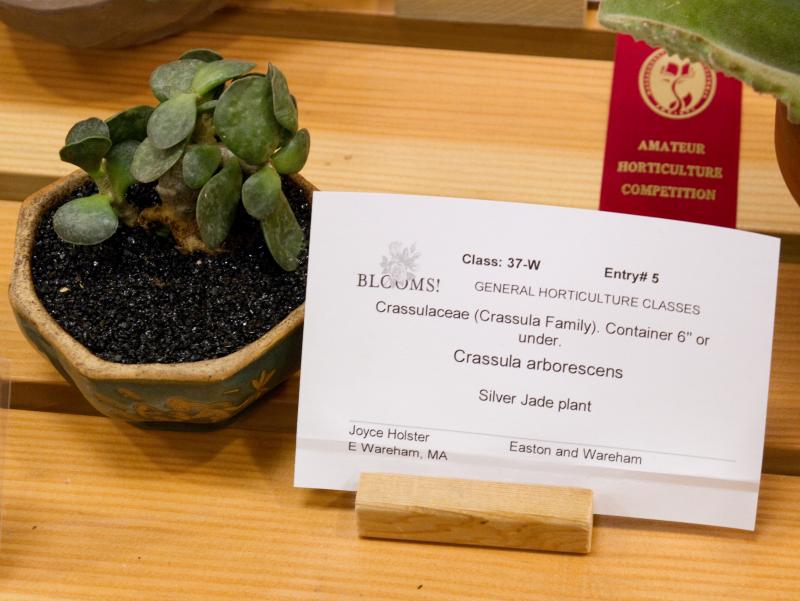 AMATEUR
HORTICULTURE
COMPETITION
Class: 37-W
Entry# 5
BLOOMS!
GENERAL HORTICULTURE CLASSES
Crassulaceae (Crassula Family). Container 6" or
under.
Crassula arborescens
Silver Jade plant
Joyce Holster
E Wareham, MA
Easton and Wareham